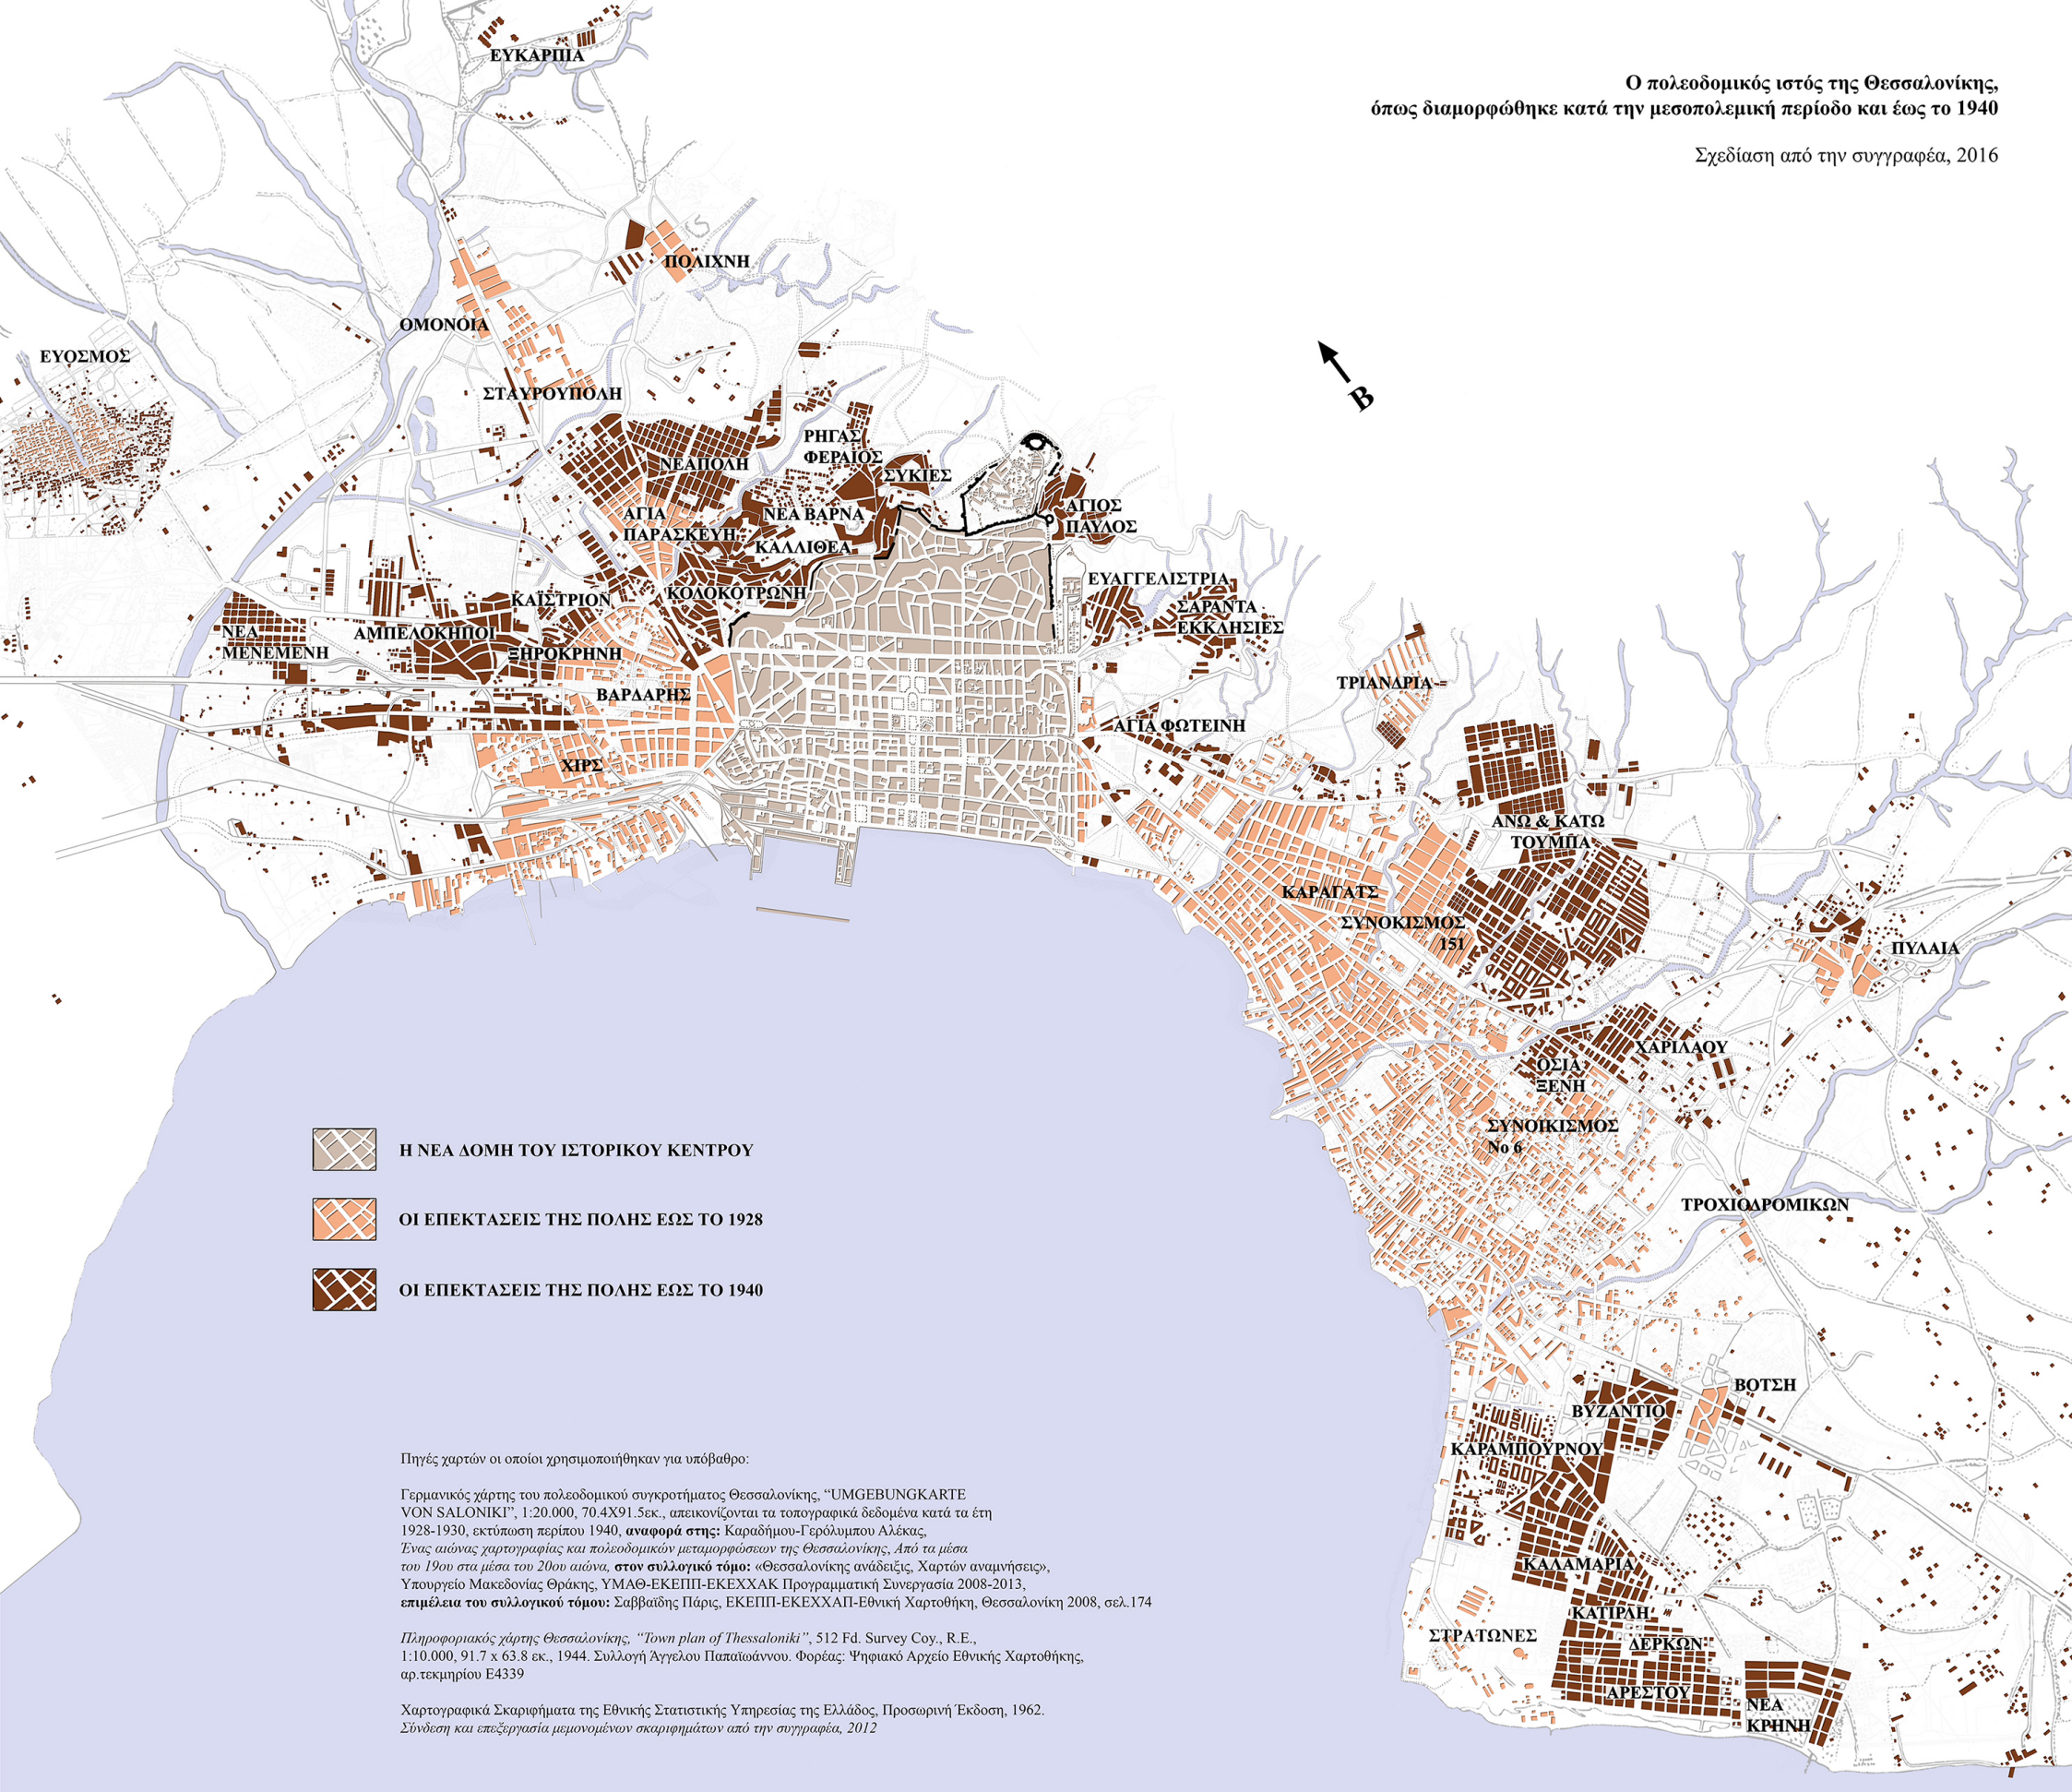 Ο πολεοδομικός ιστός της Θεσσαλονίκης,
όπως διαμορφώθηκε κατά την μεσοπολεμική περίοδο και έως το 1940
Σχεδίαση από την συγγραφέα, 2016
Β
ΕΥΚΑΡΠΙΑ
ΠΟΛΙΧΝΗ
ΟΜΟΝΟΙΑ
ΕΥΟΣΜΟΣ
ΣΤΑΥΡΟΥΠΟΛΗ
ΝΕΑΠΟΛΗ
ΡΗΓΑΣ
ΦΕΡΑΙΟΣ
ΣΥΚΙΕΣ
ΑΓΙΑ
ΠΑΡΑΣΚΕΥΗ
ΝΕΑ ΒΑΡΝΑ
ΚΑΛΛΙΘΕΑ
ΑΓΙΟΣ
ΠΑΥΛΟΣ
ΚΑΪΣΤΡΙΟΝ
ΚΟΛΟΚΟΤΡΩΝΗ
ΕΥΑΓΓΕΛΙΣΤΡΙΑ
ΣΑΡΑΝΤΑ
ΕΚΚΛΗΣΙΕΣ
ΝΕΑ
ΜΕΝΕΜΕΝΗ
ΑΜΠΕΛΟΚΗΠΟΙ
ΞΗΡΟΚΡΗΝΗ
ΒΑΡΔΑΡΗΣ
ΧΙΡΣ
ΤΡΙΑΝΔΡΙΑ
ΑΓΙΑ ΦΩΤΕΙΝΗ
ΑΝΩ & ΚΑΤΩ
ΤΟΥΜΠΑ
ΚΑΡΑΓΑΤΣ
ΣΥΝΟΚΙΣΜΟΣ
151
ΠΥΛΑΙΑ
ΧΑΡΙΛΑΟΥ
ΟΣΙΑ
ΞΕΝΗ
ΣΥΝΟΙΚΙΣΜΟΣ
Νο 6
ΤΡΟΧΙΟΔΡΟΜΙΚΩΝ
ΒΟΤΣΗ
ΒΥΖΑΝΤΙΟ
ΚΑΡΑΜΠΟΥΡΝΟΥ
ΚΑΛΑΜΑΡΙΑ
ΚΑΤΙΡΛΗ
ΣΤΡΑΤΩΝΕΣ
ΔΕΡΚΩΝ
ΑΡΕΤΣΟΥ
ΝΕΑ
ΚΡΗΝΗ
Η ΝΕΑ ΔΟΜΗ ΤΟΥ ΙΣΤΟΡΙΚΟΥ ΚΕΝΤΡΟΥ
ΟΙ ΕΠΕΚΤΑΣΕΙΣ ΤΗΣ ΠΟΛΗΣ ΕΩΣ ΤΟ 1928
ΟΙ ΕΠΕΚΤΑΣΕΙΣ ΤΗΣ ΠΟΛΗΣ ΕΩΣ ΤΟ 1940
Πηγές χαρτών οι οποίοι χρησιμοποιήθηκαν για υπόβαθρο:
Γερμανικός χάρτης του πολεοδομικού συγκροτήματος Θεσσαλονίκης, “UMGEBUNGKARTE
VON SALONIKI”, 1:20.000, 70.4X91.5εκ., απεικονίζονται τα τοπογραφικά δεδομένα κατά τα έτη
1928-1930, εκτύπωση περίπου 1940, αναφορά στης: Καραδήμου-Γερόλυμπου Αλέκας,
Ένας αιώνας χαρτογραφίας και πολεοδομικών μεταμορφώσεων της Θεσσαλονίκης, Από τα μέσα
του 19ου στα μέσα του 20ου αιώνα, στον συλλογικό τόμο: «Θεσσαλονίκης ανάδειξις, Χαρτών αναμνήσεις»,
Υπουργείο Μακεδονίας Θράκης, ΥΜΑΘ-ΕΚΕΠΠ-ΕΚΕΧΧΑΚ Προγραμματική Συνεργασία 2008-2013,
επιμέλεια του συλλογικού τόμου: Σαββαΐδης Πάρις, ΕΚΕΠΠ-ΕΚΕΧΧΑΠ-Εθνική Χαρτοθήκη, Θεσσαλονίκη 2008, σελ.174
Πληροφοριακός χάρτης Θεσσαλονίκης, “Town plan of Thessaloniki”, 512 Fd. Survey Coy., R.E.,
1:10.000, 91.7 x 63.8 εκ., 1944. Συλλογή Άγγελου Παπαϊωάννου. Φορέας: Ψηφιακό Αρχείο Εθνικής Χαρτοθήκης,
αρ.τεκμηρίου Ε4339
Χαρτογραφικά Σκαριφήματα της Εθνικής Στατιστικής Υπηρεσίας της Ελλάδος, Προσωρινή Έκδοση, 1962.
Σύνδεση και επεξεργασία μεμονομένων σκαριφημάτων από την συγγραφέα, 2012